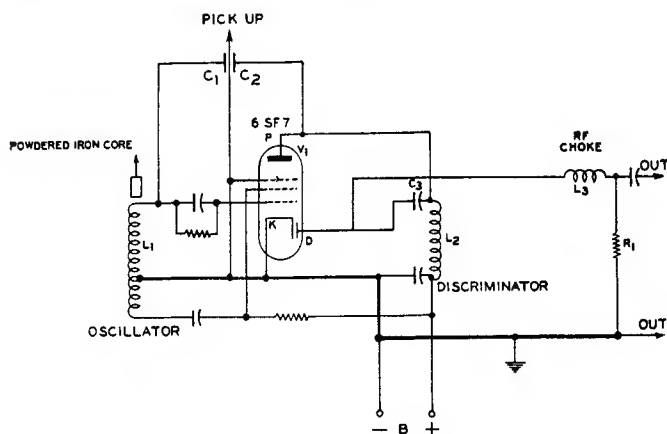 PICK UP
C1 C2
6 SF7
P
V1
POWDERED IRON CORE
RF
CHOKE
OUT
L3
C3
L1
K
D
L2
R1
DISCRIMINATOR
OSCILLATOR
OUT
− B +